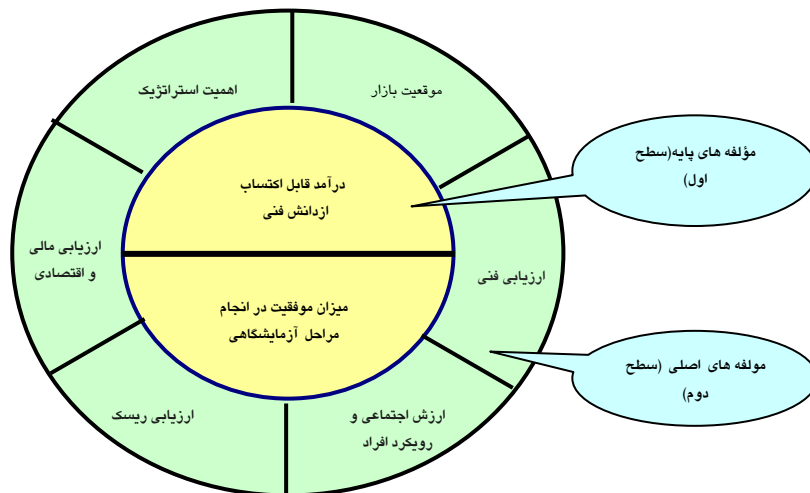 موقعیت بازار
اهمیت استراتژیک
مؤلفه های پایه(سطح
اول)
درآمد قابل اکتساب
ازدانش فنی
ارزیابی مالی
و اقتصادی
ارزیابی فنی
میزان موفقیت در انجام
مراحل آزمایشگاهی
مولفه های اصلی (سطح
دوم)
ارزیابی ریسک
ارزش اجتماعی و
رویکرد افراد